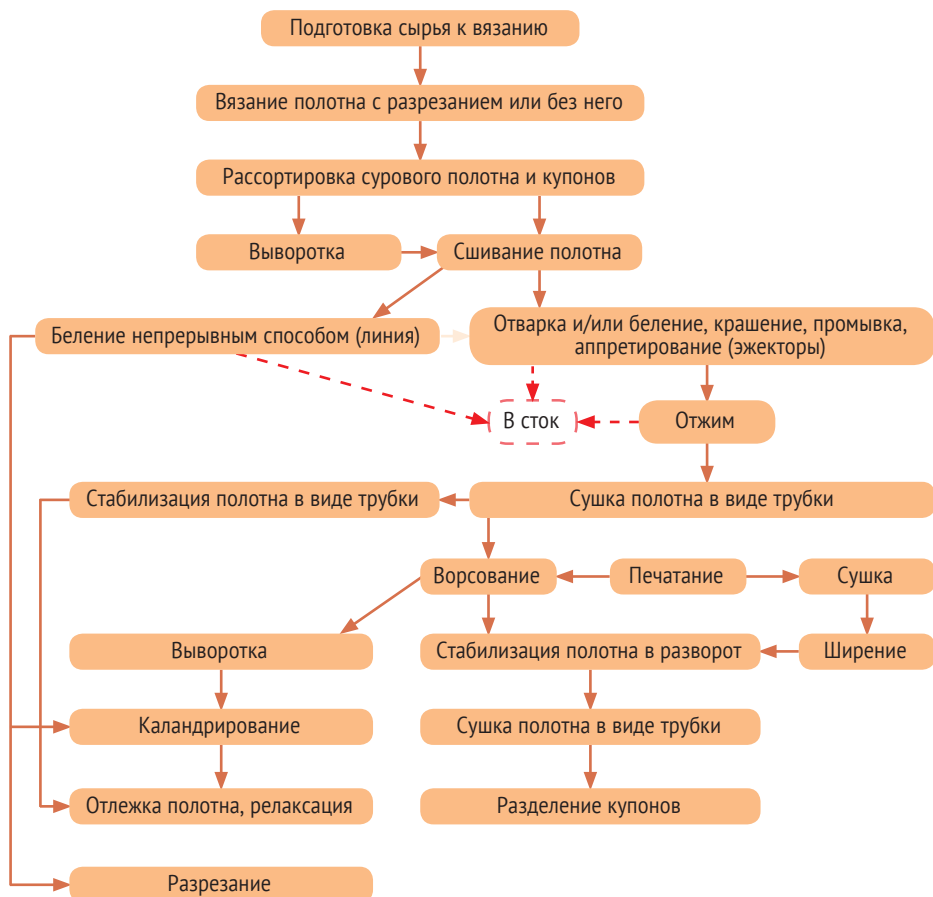 Подготовка сырья к вязанию
Вязание полотна с разрезанием или без него
Рассортировка сурового полотна и купонов
Выворотка
Сшивание полотна
Беление непрерывным способом (линия)
Отварка и/или беление, крашение, промывка,
аппретирование (эжекторы)
В сток
Отжим
Стабилизация полотна в виде трубки
Сушка полотна в виде трубки
Ворсование
Печатание
Сушка
Выворотка
Стабилизация полотна в разворот
Ширение
Каландрирование
Сушка полотна в виде трубки
Отлежка полотна, релаксация
Разделение купонов
Разрезание